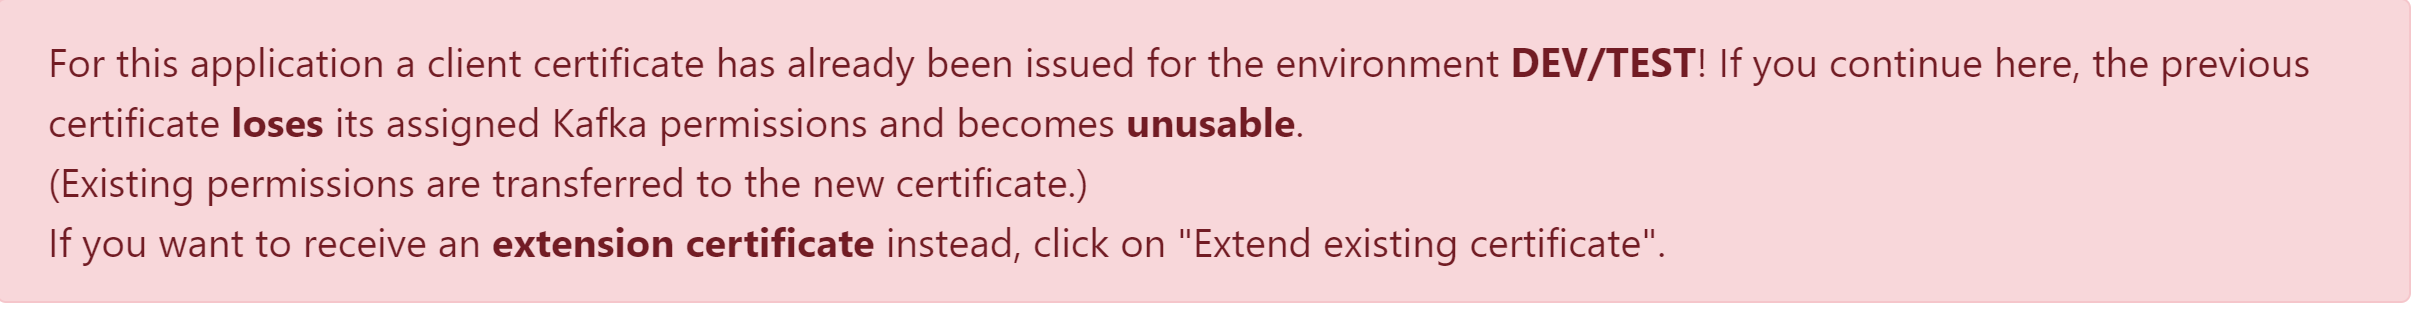 For this application a client certificate has already been issued for the environment DEV/TEST! If you continue here, the previous
certificate loses its assigned Kafka permissions and becomes unusable.
(Existing permissions are transferred to the new certificate.)
If you want to receive an extension certificate instead, click on "Extend existing certificate".